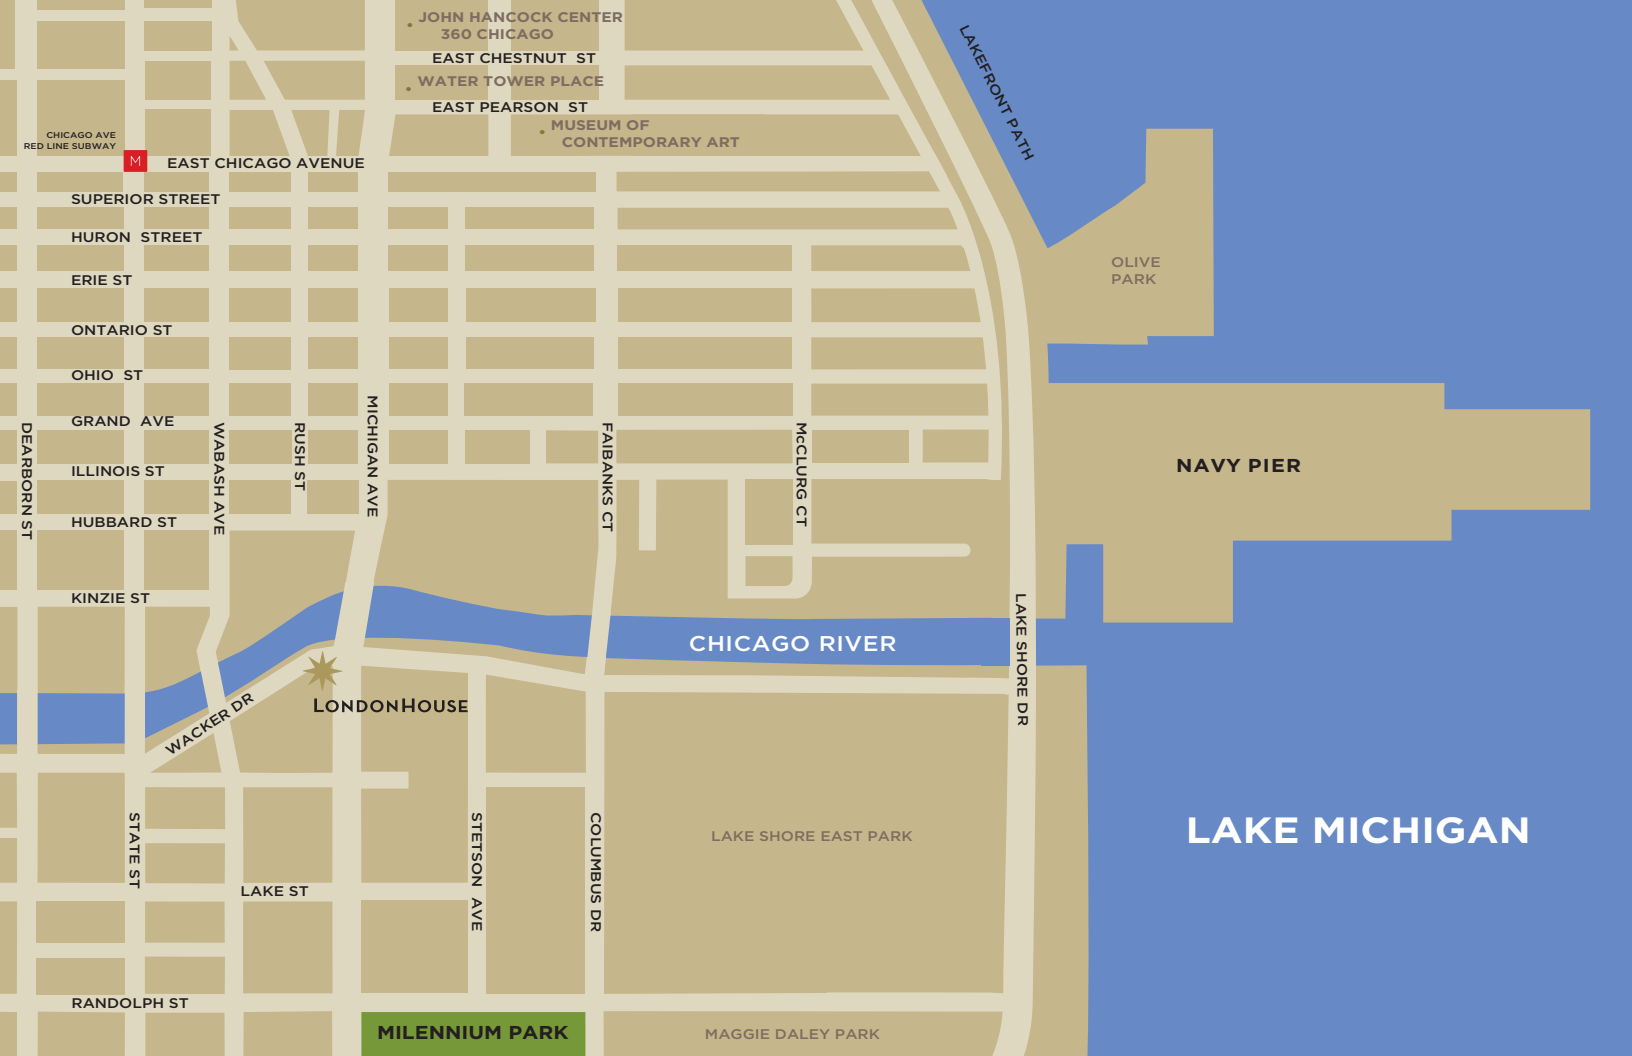 JOHN HANCOCK CENTER
360 CHICAGO
EAST CHESTNUT ST
WATER TOWER PLACE
EAST PEARSON ST
MUSEUM OF
CONTEMPORARY ART
LAKEFRONT PATH
CHICAGO AVE
RED LINE SUBWAY
M
EAST CHICAGO AVENUE
SUPERIOR STREET
HURON STREET
ERIE ST
OLIVE
PARK
ONTARIO ST
OHIO ST
GRAND AVE
DEARBORN ST
WABASH AVE
RUSH ST
MICHIGAN AVE
FAIBANKS CT
McCLURG CT
NAVY PIER
ILLINOIS ST
HUBBARD ST
KINZIE ST
CHICAGO RIVER
LAKE SHORE DR
LONDONHOUSE
WACKER DR
STATE ST
STETSON AVE
COLUMBUS DR
LAKE SHORE EAST PARK
LAKE MICHIGAN
LAKE ST
RANDOLPH ST
MILENNIUM PARK
MAGGIE DALEY PARK